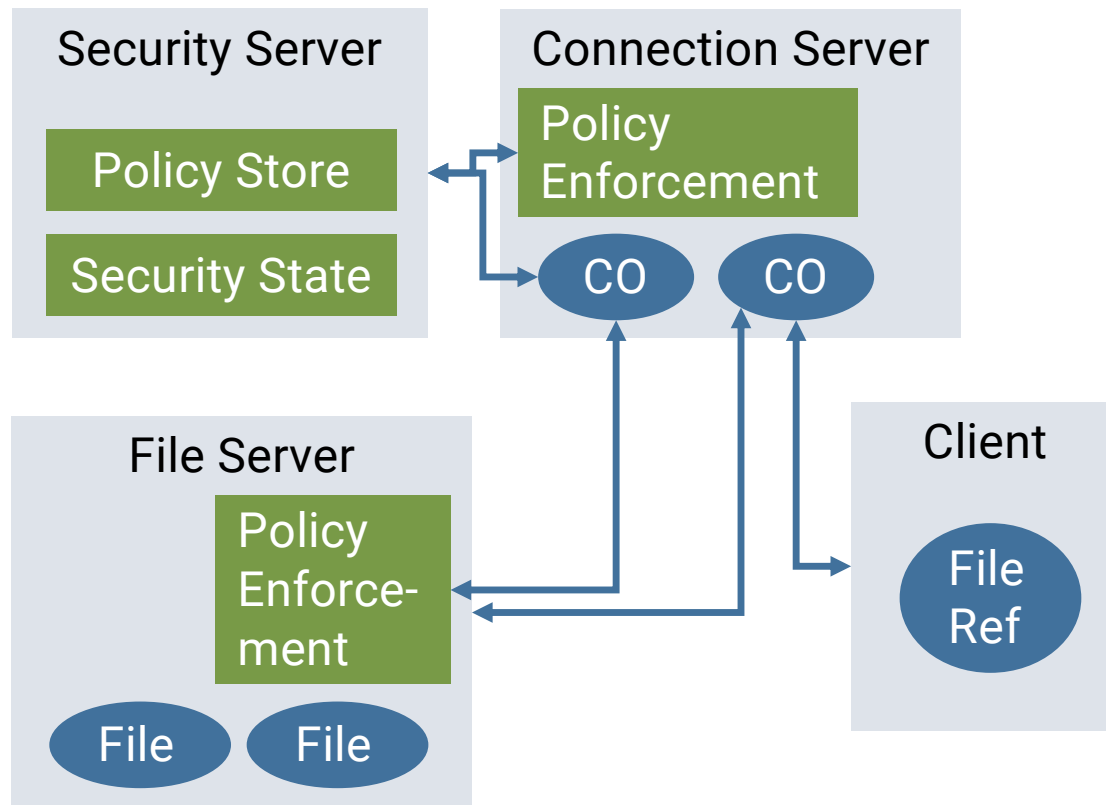 Security Server
Policy Store
Security State
Connection Server
Policy
Enforcement
CO
CO
File Server
Policy
Enforce-
ment
File
File
Client
File
Ref